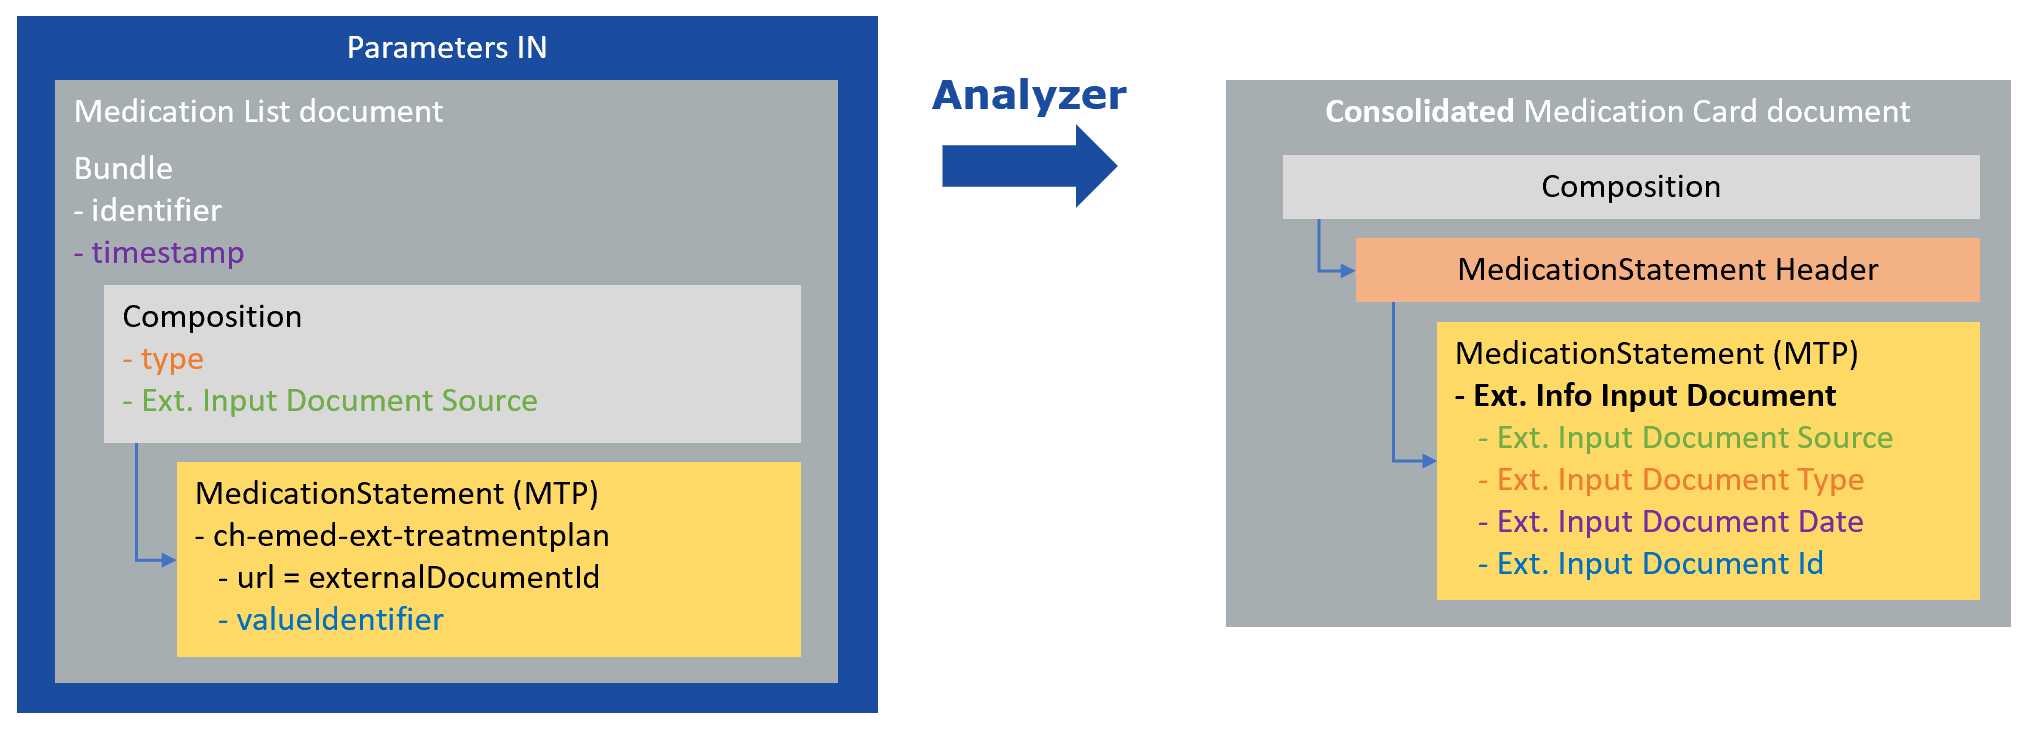 Parameters IN
Medication List document
Bundle
- identifier
- timestamp
Composition
- type
- Ext. Input Document Source
MedicationStatement (MTP)
- ch-emed-ext-treatmentplan
- url = externalDocumentId
- valueIdentifier
Analyzer
Consolidated Medication Card document
Composition
MedicationStatement Header
MedicationStatement (MTP)
- Ext. Info Input Document
- Ext. Input Document Source
- Ext. Input Document Type
- Ext. Input Document Date
- Ext. Input Document Id